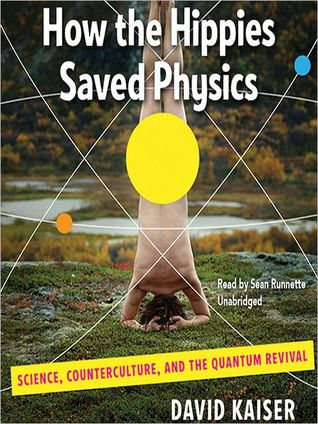 How the Hippies
Saved Physics
Read by Sean Runnette
Unabridged
SCIENCE, COUNTERCULTURE, AND THE QUANTUM REVIVAL
DAVID KAISER